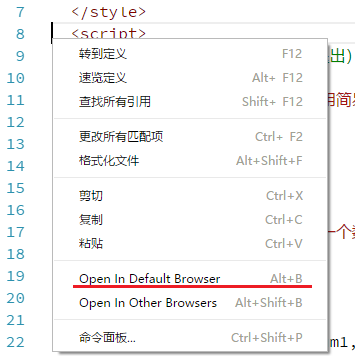 7 </style>
8 <script>
9 出)
转到定义 F12
10
速览定义 Alt+ F12
11
查找所有引用 Shift+ F12
12
13
更改所有匹配项 Ctrl+ F2
14
格式化文件 Alt+Shift+F
15
剪切 Ctrl+X
16
复制 Ctrl+C
17 一个
粘贴 Ctrl+V
18
19
Open In Default Browser Alt+B
20
Open In Other Browsers Alt+Shift+B
21
22 m1,
命令面板... Ctrl+Shift+P